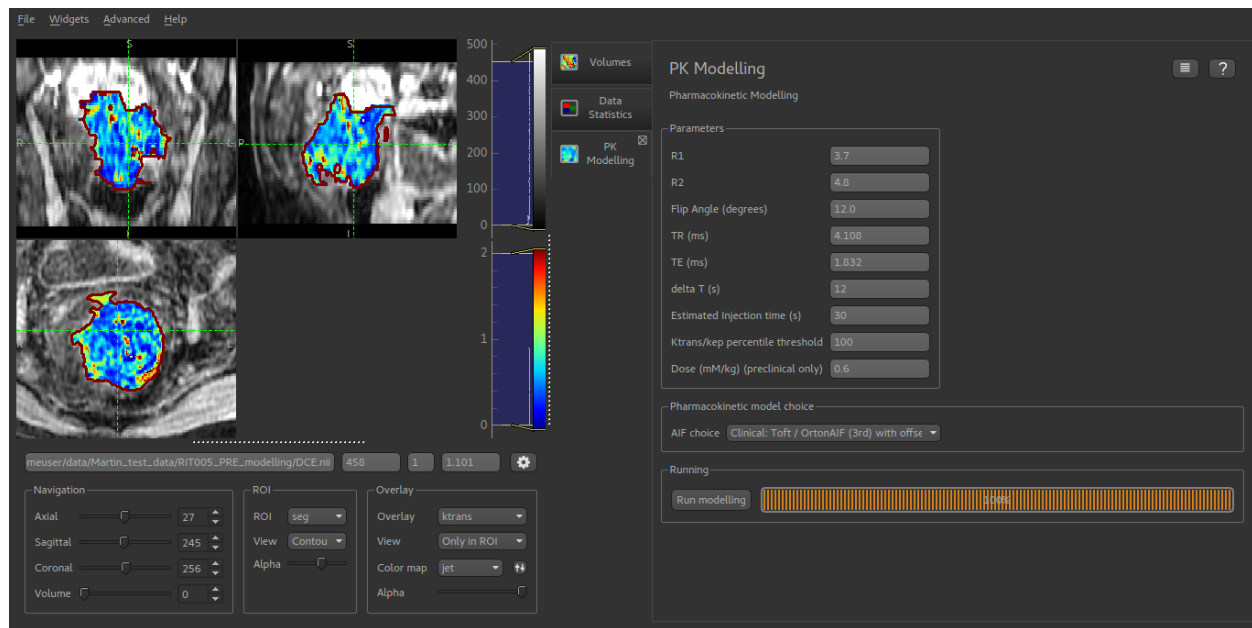 File Widgets Advanced Help
S
S
R
L
P
I
500
400
300
200
100
0
2
1
0
Volumes
Data
Statistics
PK
Modelling
PK Modelling
?
Pharmacokinetic Modelling
Parameters
R1 3.7
R2 4.8
Flip Angle (degrees) 12.0
TR (ms) 4.108
TE (ms) 1.832
delta T (s) 12
Estimated Injection time (s) 30
Ktrans/kep percentile threshold 100
Dose (mM/kg) (preclinical only) 0.6
Pharmacokinetic model choice
AIF choice Clinical: Toft / OrtonAIF (3rd) with offse
Running
Run modelling 100%
meuser/data/Martin_test_data/RIT005_PRE_modelling/DCE.nii 458 1 1.101
Navigation
Axial 27
Sagittal 245
Coronal 256
Volume 0
ROI
ROI seg
View Contou
Alpha
Overlay
Overlay ktrans
View Only in ROI
Color map jet
Alpha